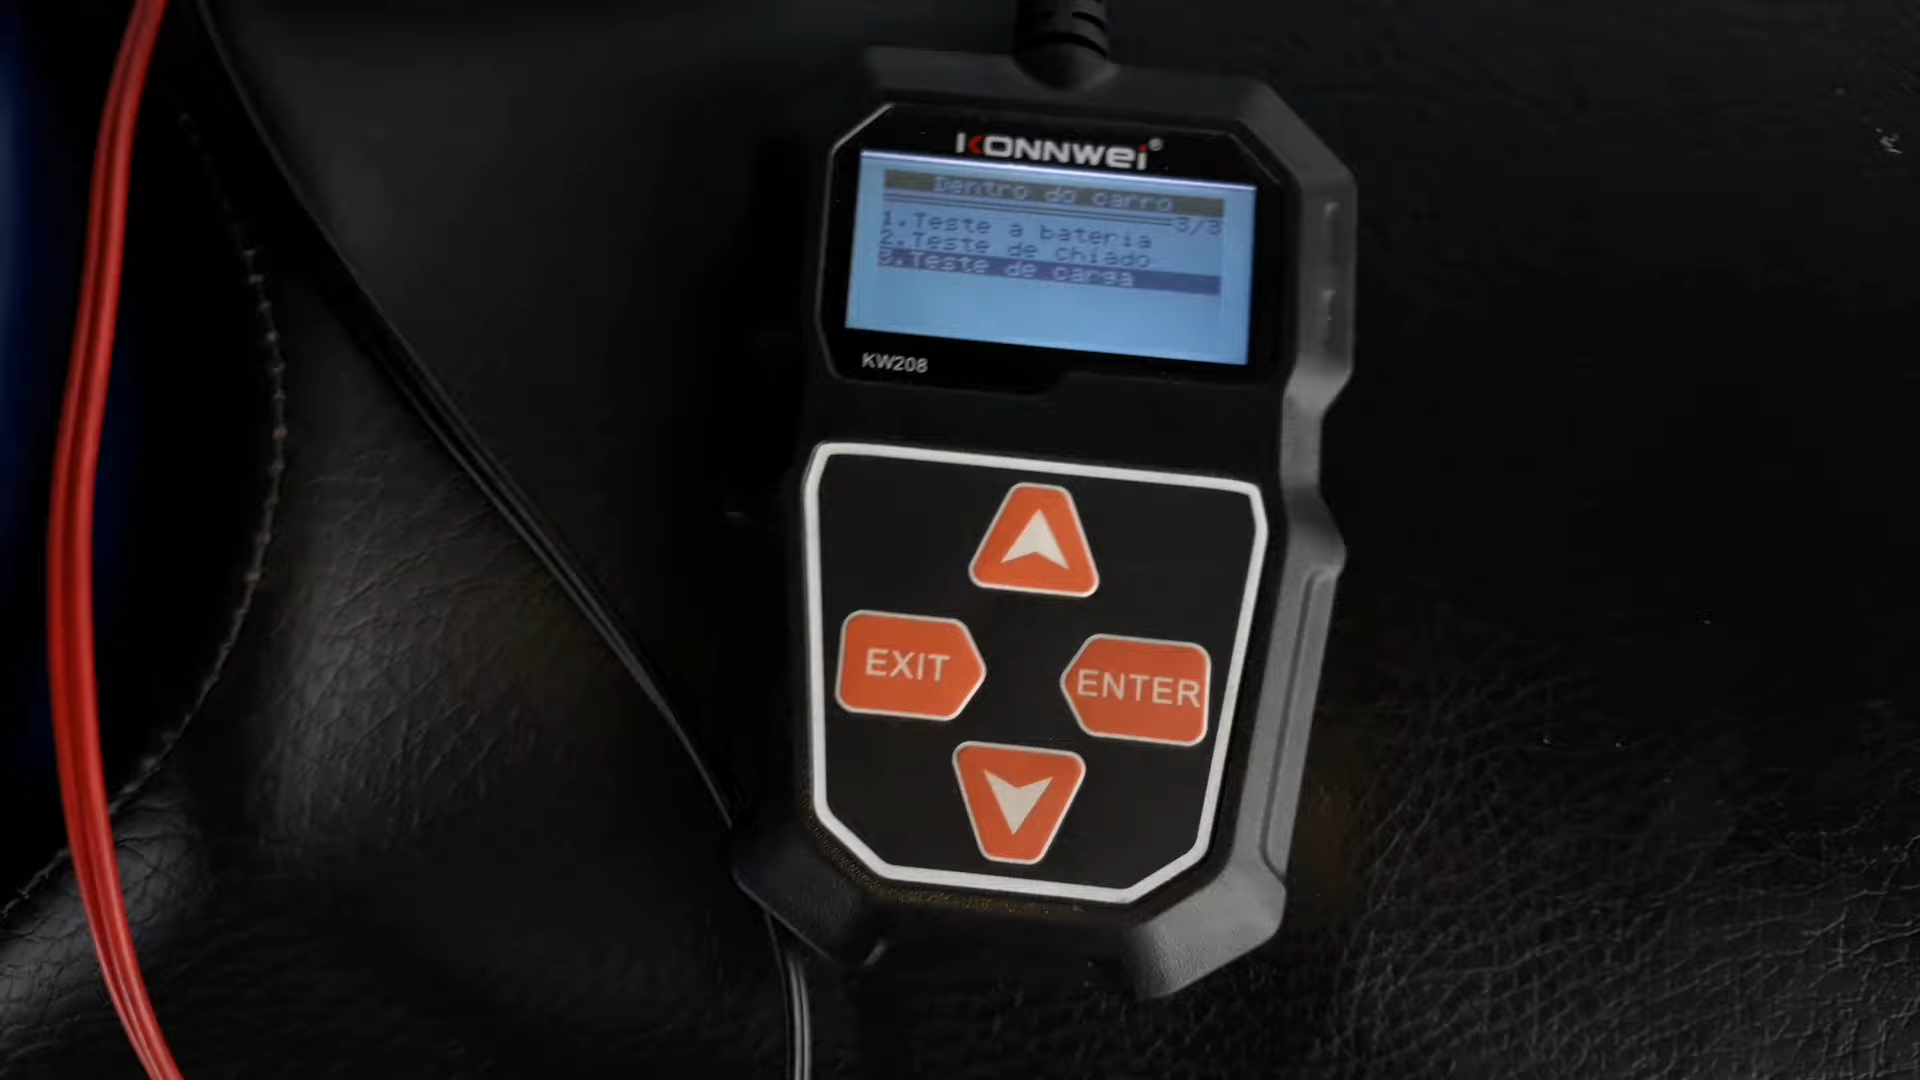 KONNWEI®
Dentro do carro
3/3
1.Teste a bateria
2.Teste de Chiado
3.Teste de carga
KW208
EXIT
ENTER